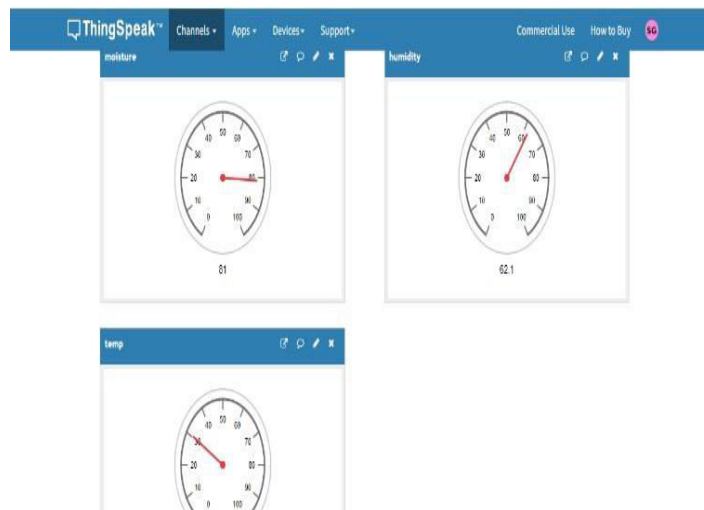 ThingSpeak™ Channels Apps Devices Support Commercial Use How to Buy SG
moisture
0 10 20 30 40 50 60 70 80 90 100
81
humidity
0 10 20 30 40 50 60 70 80 90 100
62.1
temp
0 10 20 30 40 50 60 70 80 90 100